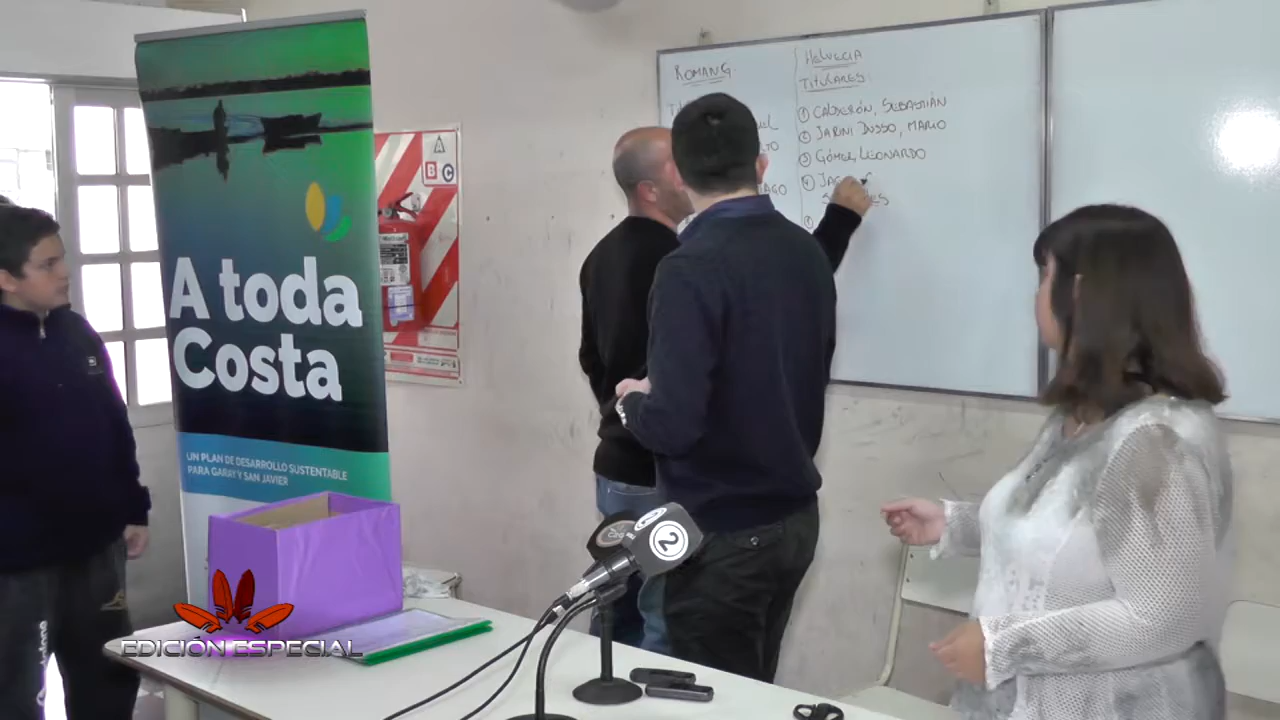 ROMANG
HELVECIA
TITULARES
① CALDERÓN, SEBASTIÁN
② JARINI DUSSO, MARIO
③ GÓMEZ, LEONARDO
④
A toda
Costa
UN PLAN DE DESARROLLO SUSTENTABLE
PARA GARAY Y SAN JAVIER
A
B C
2
EDICIÓN ESPECIAL